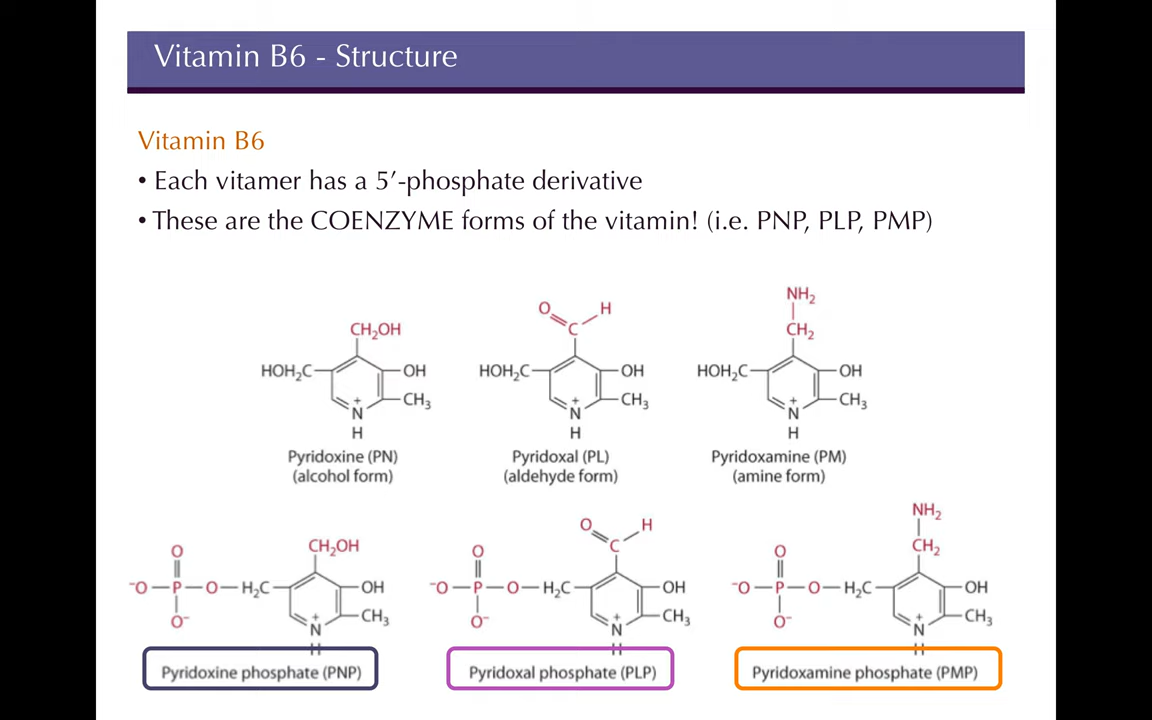 Vitamin B6 - Structure
Vitamin B6
• Each vitamer has a 5’-phosphate derivative
• These are the COENZYME forms of the vitamin! (i.e. PNP, PLP, PMP)
CH₂OH
HOH₂C
OH
CH₃
+
N
H
Pyridoxine (PN)
(alcohol form)
O
H
C
HOH₂C
OH
CH₃
+
N
H
Pyridoxal (PL)
(aldehyde form)
NH₂
CH₂
HOH₂C
OH
CH₃
+
N
H
Pyridoxamine (PM)
(amine form)
O
CH₂OH
⁻O—P—O—H₂C
OH
O⁻
CH₃
+
N
H
Pyridoxine phosphate (PNP)
O
H
C
O
⁻O—P—O—H₂C
OH
O⁻
CH₃
+
N
H
Pyridoxal phosphate (PLP)
NH₂
CH₂
O
⁻O—P—O—H₂C
OH
O⁻
CH₃
+
N
H
Pyridoxamine phosphate (PMP)